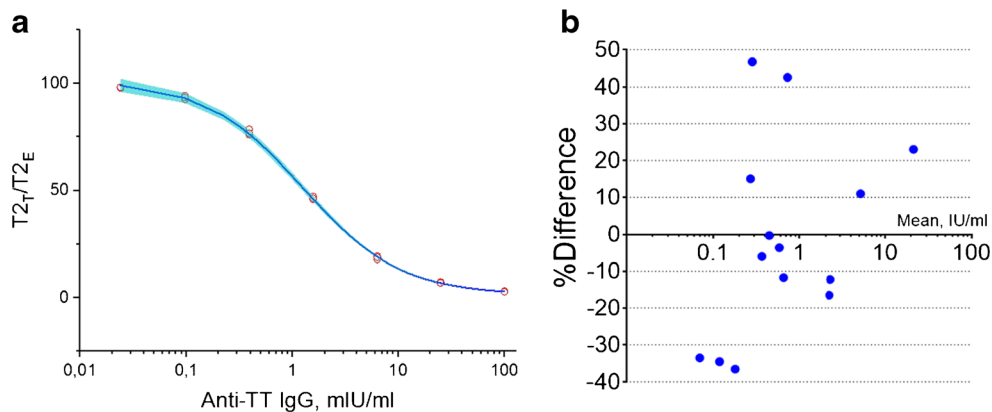 a
T2T/T2E
100
50
0
0,01 0,1 1 10 100
Anti-TT IgG, mIU/ml
b
%Difference
50
40
30
20
10
0
-10
-20
-30
-40
Mean, IU/ml
0.1 1 10 100